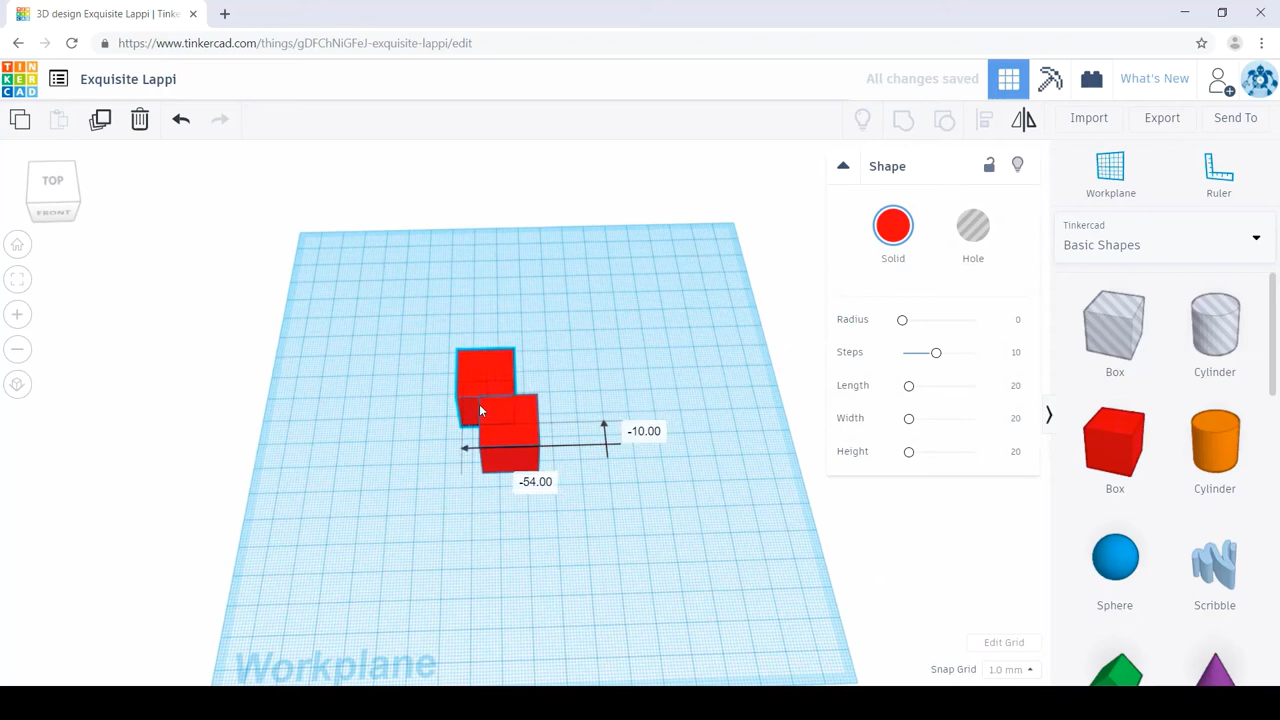 3D design Exquisite Lappi | Tinke
https://www.tinkercad.com/things/gDFChNiGFeJ-exquisite-lappi/edit
TIN
KER
CAD
Exquisite Lappi
All changes saved
What's New
Import
Export
Send To
TOP
FRONT
Shape
Solid
Hole
Radius 0
Steps 10
Length 20
Width 20
Height 20
Workplane
Ruler
Tinkercad
Basic Shapes
Box
Cylinder
Box
Cylinder
Sphere
Scribble
-10.00
-54.00
Workplane
Edit Grid
Snap Grid 1.0 mm